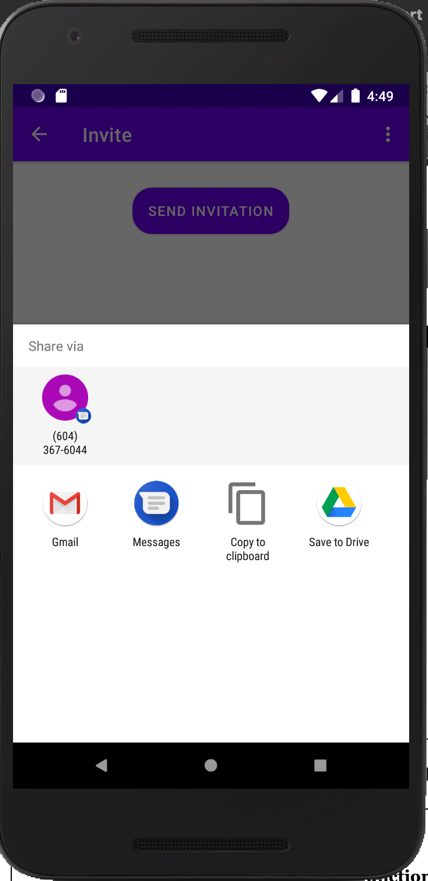 4:49
Invite
SEND INVITATION
Share via
(604)
367-6044
Gmail
Messages
Copy to
clipboard
Save to Drive